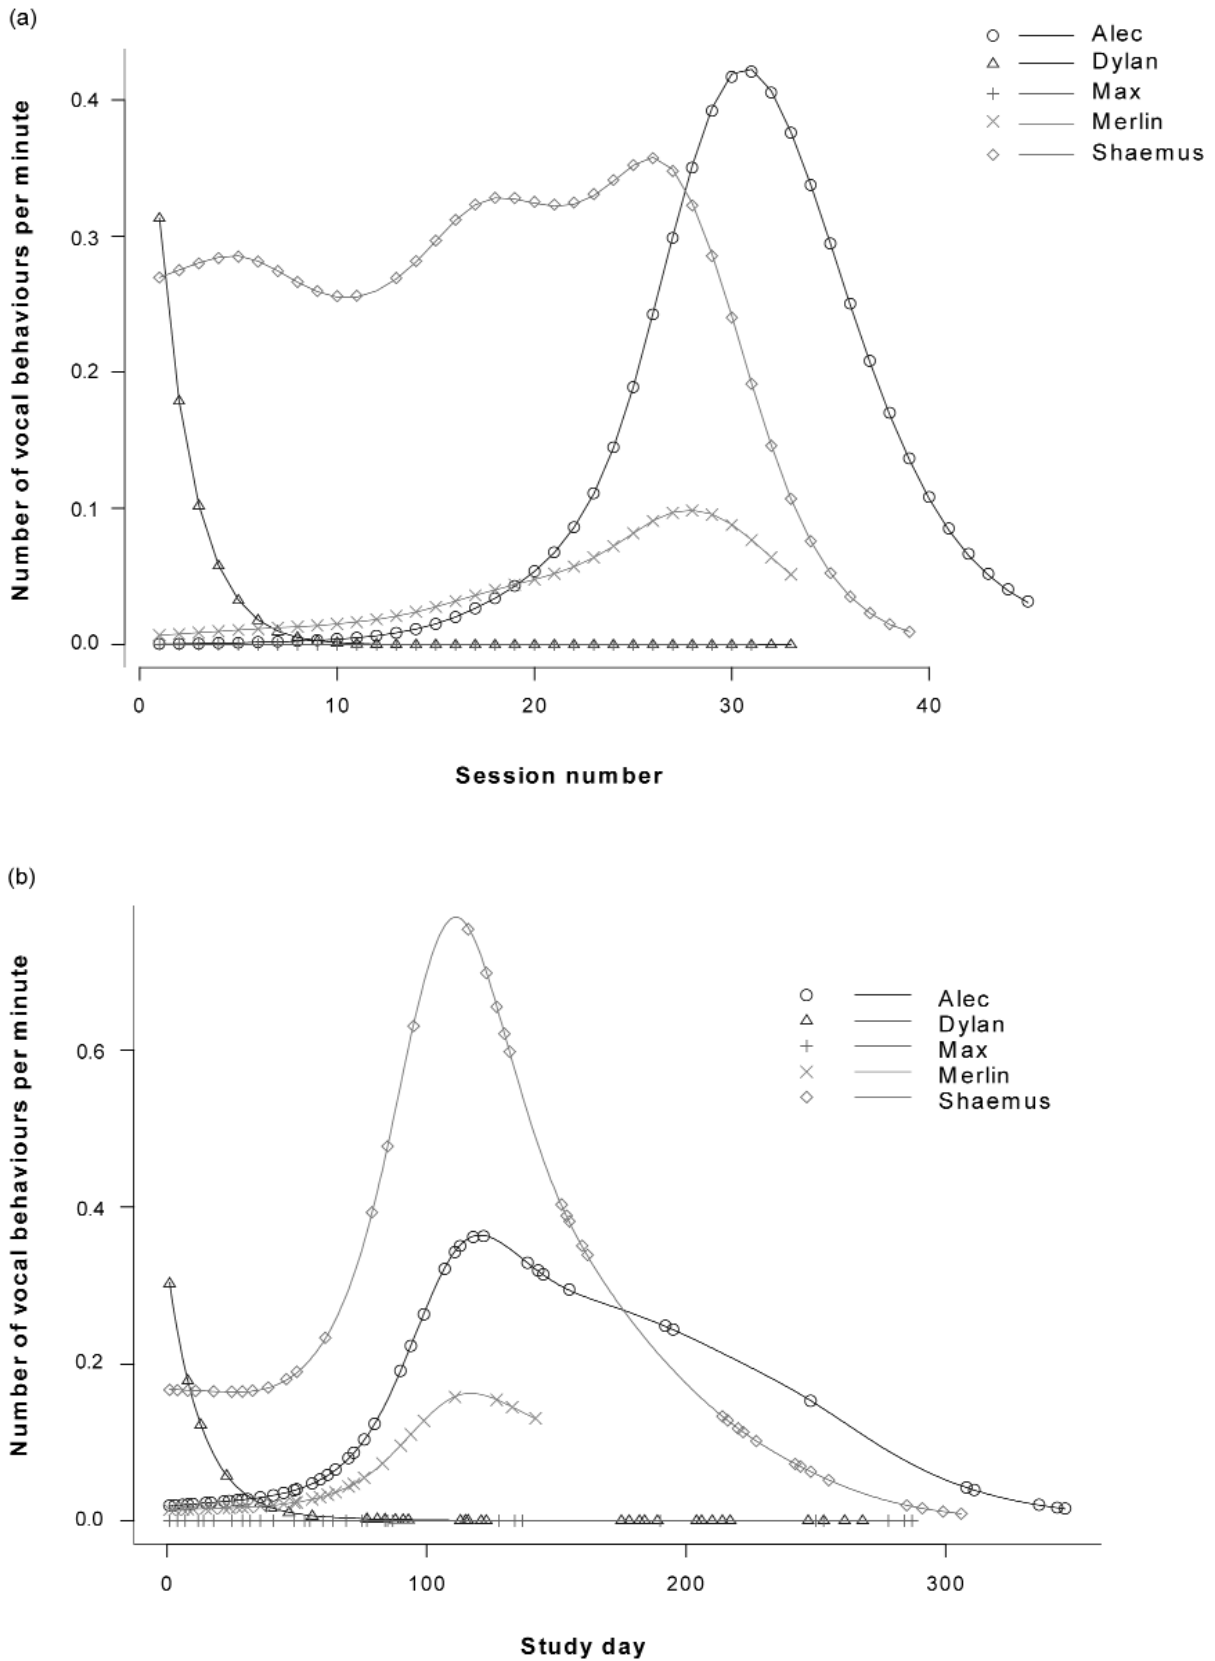 (a)
Number of vocal behaviours per minute
0.4
0.3
0.2
0.1
0.0
0 10 20 30 40
Session number
Alec
Dylan
Max
Merlin
Shaemus
(b)
Number of vocal behaviours per minute
0.6
0.4
0.2
0.0
0 100 200 300
Study day
Alec
Dylan
Max
Merlin
Shaemus